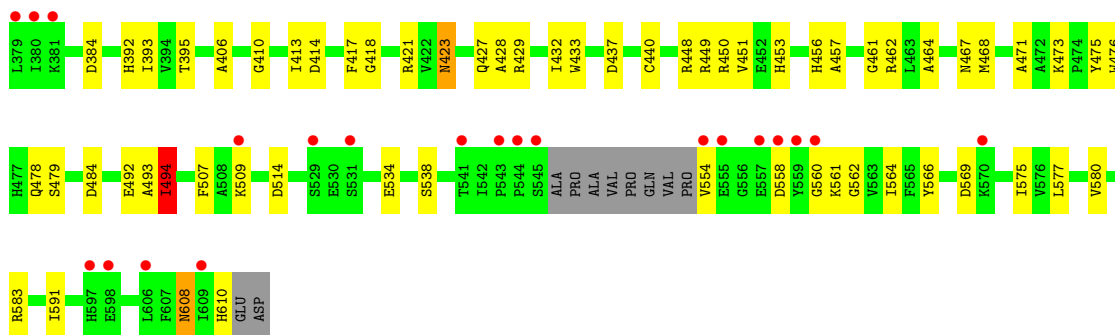 L379 I380 K381 D384 H392 I393 V394 T395 A406 G410 I413 D414 F417 G418 R421 V422 N423 Q427 A428 R429 I432 W433 D437 C440 R448 R449 R450 V451 E452 H453 H456 A457 G461 R462 L463 A464 N467 M468 A471 A472 K473 P474 Y475 W476
H477 Q478 S479 D484 E492 A493 I494 F507 A508 K509 D514 S529 E530 S531 E534 S538 T541 I542 P543 P544 S545 ALA PRO ALA VAL PRO GLN VAL PRO V554 E555 G556 E557 D558 Y559 G560 K561 G562 V563 I564 F565 Y566 D569 K570 I575 V576 L577 V580
R583 I591 H597 E598 L606 F607 N608 I609 H610 GLU ASP